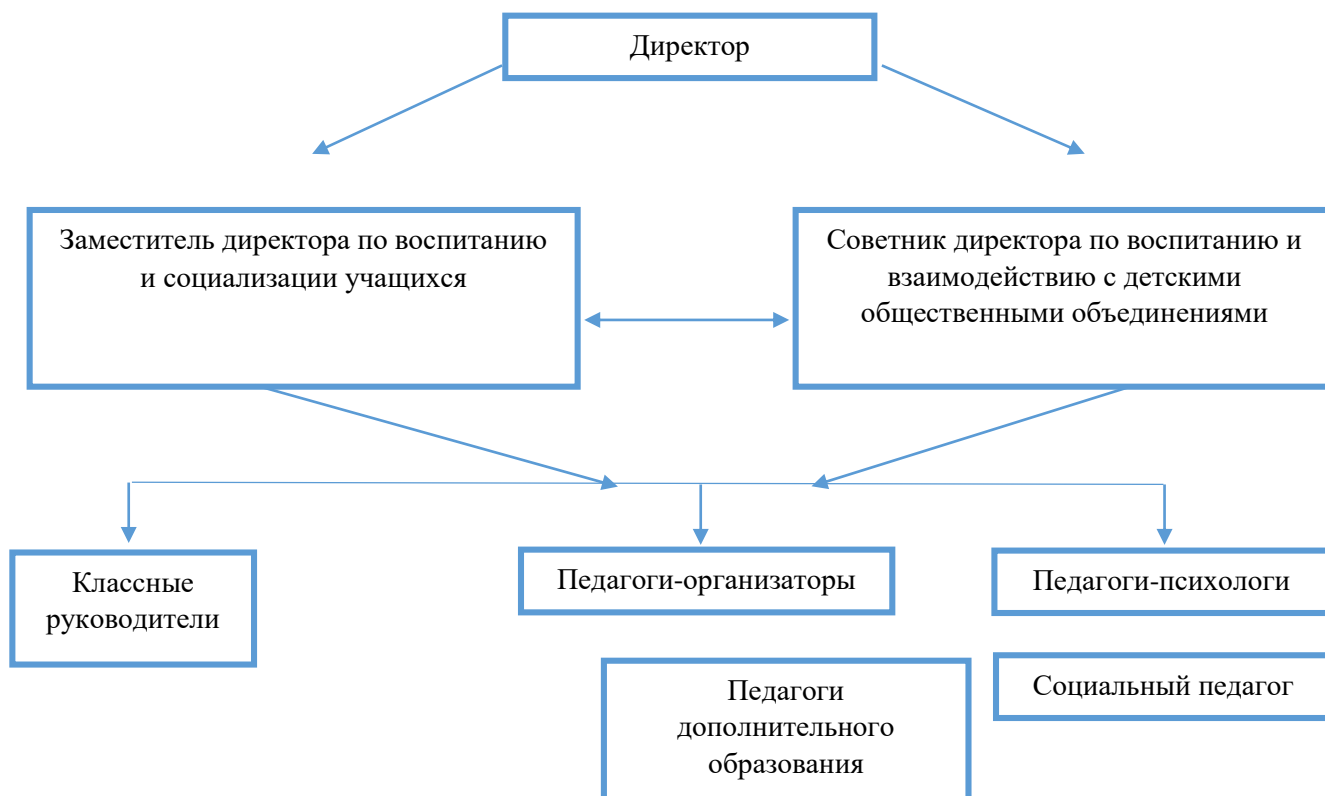 Директор
Заместитель директора по воспитанию
и социализации учащихся
Советник директора по воспитанию и
взаимодействию с детскими
общественными объединениями
Классные
руководители
Педагоги-организаторы
Педагоги-психологи
Педагоги
дополнительного
образования
Социальный педагог